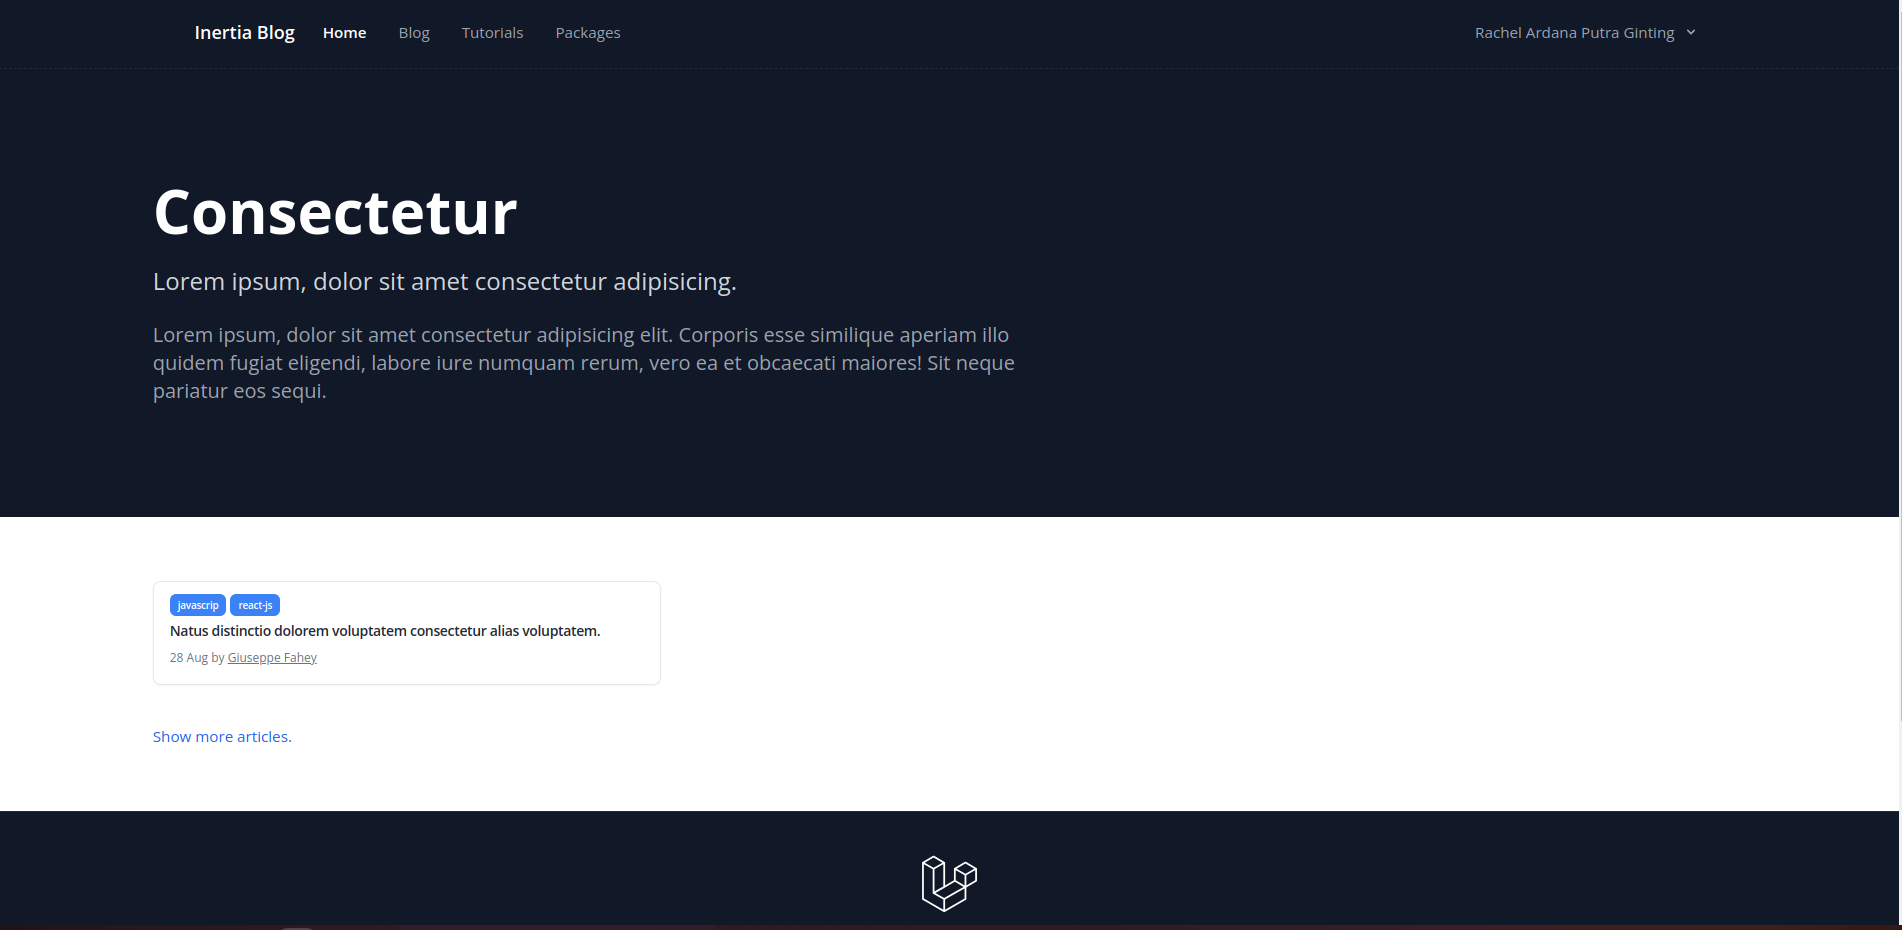 Inertia Blog Home Blog Tutorials Packages Rachel Ardana Putra Ginting
Consectetur
Lorem ipsum, dolor sit amet consectetur adipisicing.
Lorem ipsum, dolor sit amet consectetur adipisicing elit. Corporis esse similique aperiam illo
quidem fugiat eligendi, labore iure numquam rerum, vero ea et obcaecati maiores! Sit neque
pariatur eos sequi.
javascrip react-js
Natus distinctio dolorem voluptatem consectetur alias voluptatem.
28 Aug by Giuseppe Fahey
Show more articles.